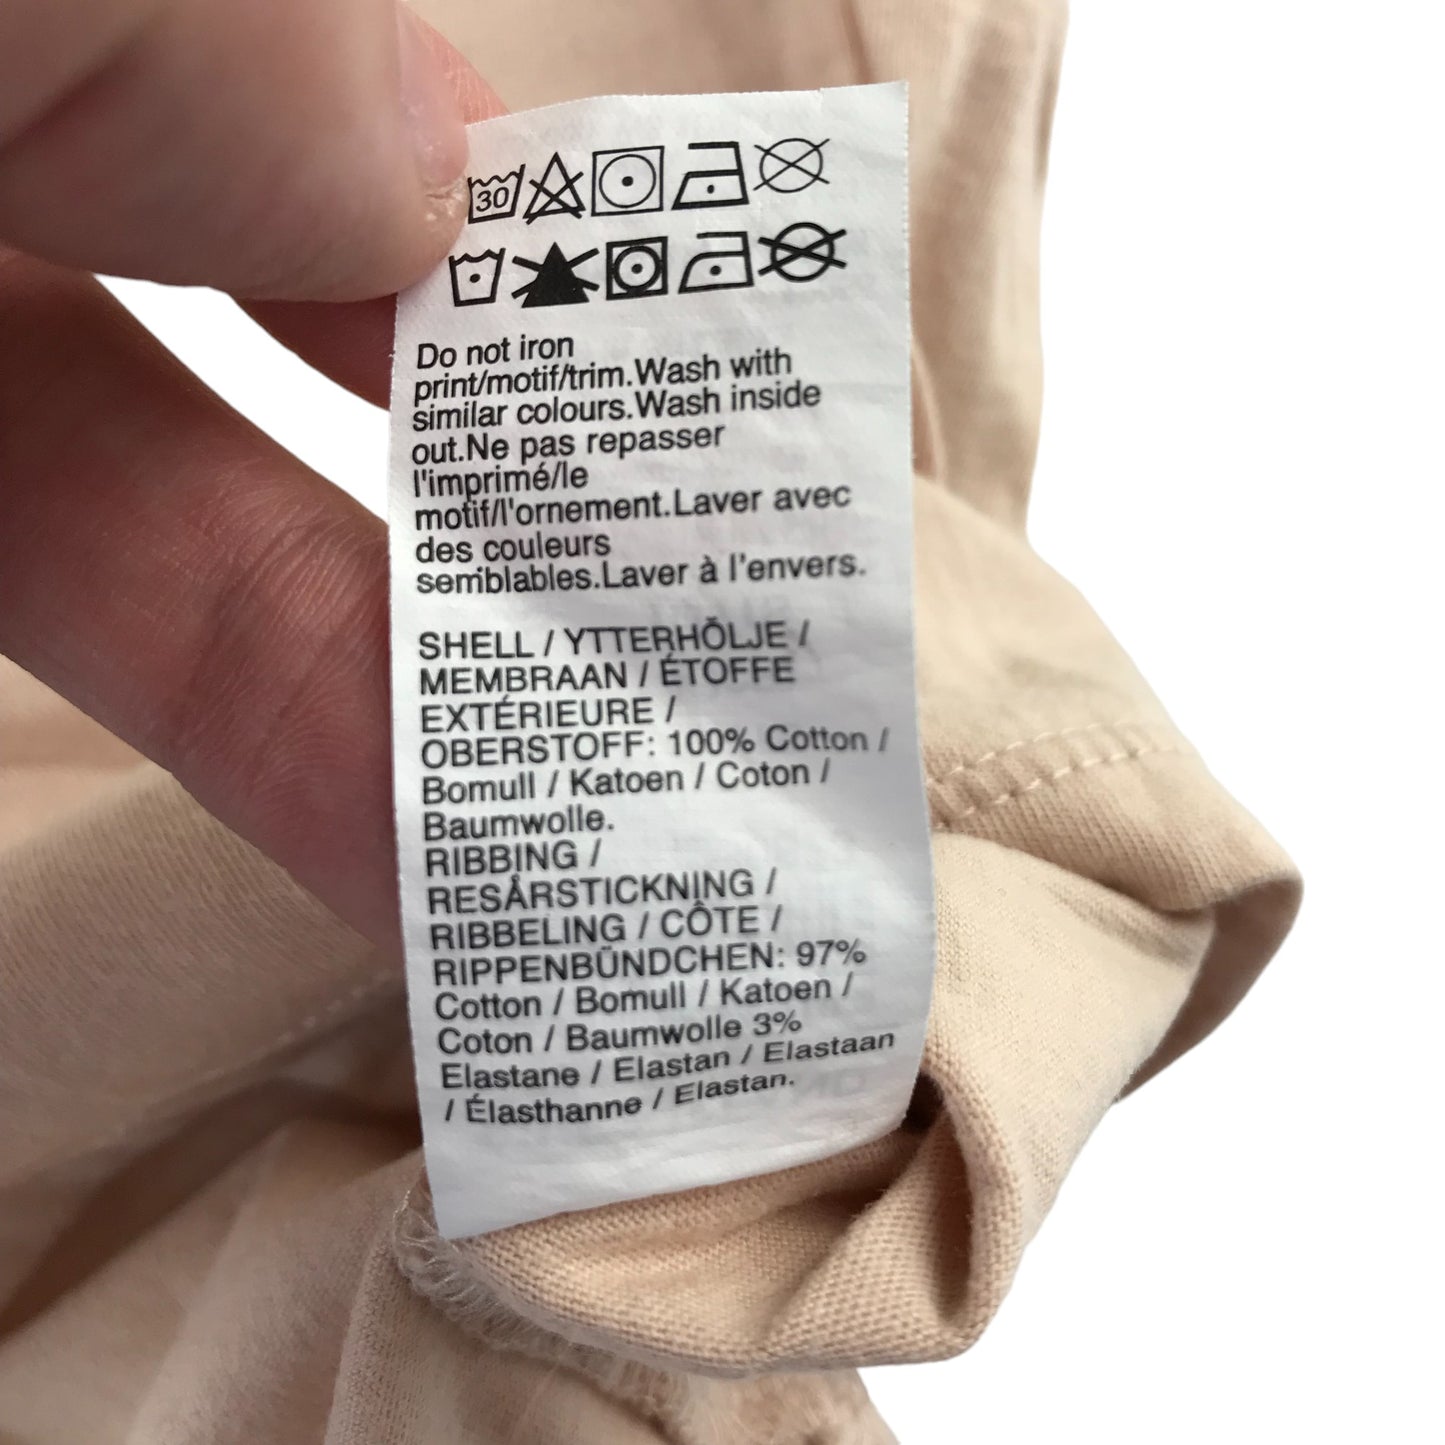 30
Do not iron
print/motif/trim.Wash with
similar colours.Wash inside
out.Ne pas repasser
l'imprimé/le
motif/l'ornement.Laver avec
des couleurs
semblables.Laver à l'envers.
SHELL / YTTERHÖLJE /
MEMBRAAN / ÉTOFFE
EXTÉRIEURE /
OBERSTOFF: 100% Cotton /
Bomull / Katoen / Coton /
Baumwolle.
RIBBING /
RESÅRSTICKNING /
RIBBELING / CÔTE /
RIPPENBÜNDCHEN: 97%
Cotton / Bomull / Katoen /
Coton / Baumwolle 3%
Elastane / Elastan / Elastaan
/ Élasthanne / Elastan.